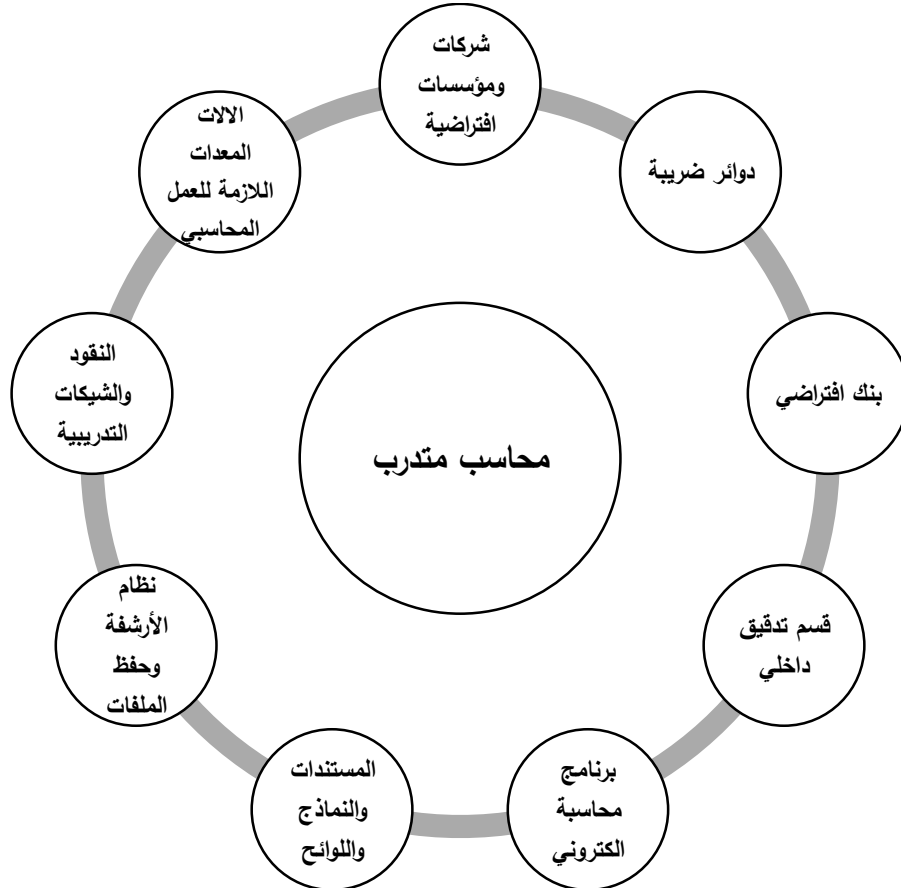 شركات
ومؤسسات
افتراضية
دوائر ضريبة
بنك افتراضي
قسم تدقيق
داخلي
برنامج
محاسبة
الكتروني
المستندات
والنماذج
واللوائح
نظام
الأرشفة
وحفظ
الملفات
النقود
والشيكات
التدريبية
الالات
المعدات
اللازمة للعمل
المحاسبي
محاسب متدرب